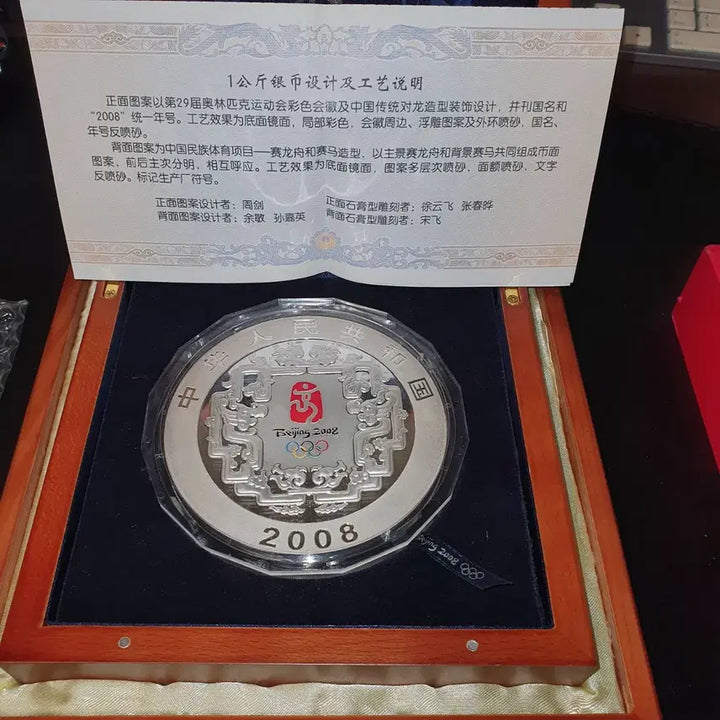 1公斤银币设计及工艺说明
正面图案以第29届奥林匹克运动会彩色会徽及中国传统对龙造型装饰设计，并刊国名和
“2008”统一年号。工艺效果为底面镜面，局部彩色，会徽周边、浮雕图案及外环喷砂，国名、
年号反喷砂。
背面图案为中国民族体育项目——赛龙舟和赛马造型，以主景赛龙舟和背景赛马共同组成币面
图案，前后主次分明，相互呼应。工艺效果为底面镜面，图案多层次喷砂，面额喷砂，文字
反喷砂。标记生产厂符号。
正面图案设计者：周剑 正面石膏型雕刻者：徐云飞 张春晔
背面图案设计者：余敏 孙嘉英 背面石膏型雕刻者：宋飞
中华人民共和国
Beijing 2008
2008
Beijing 2008